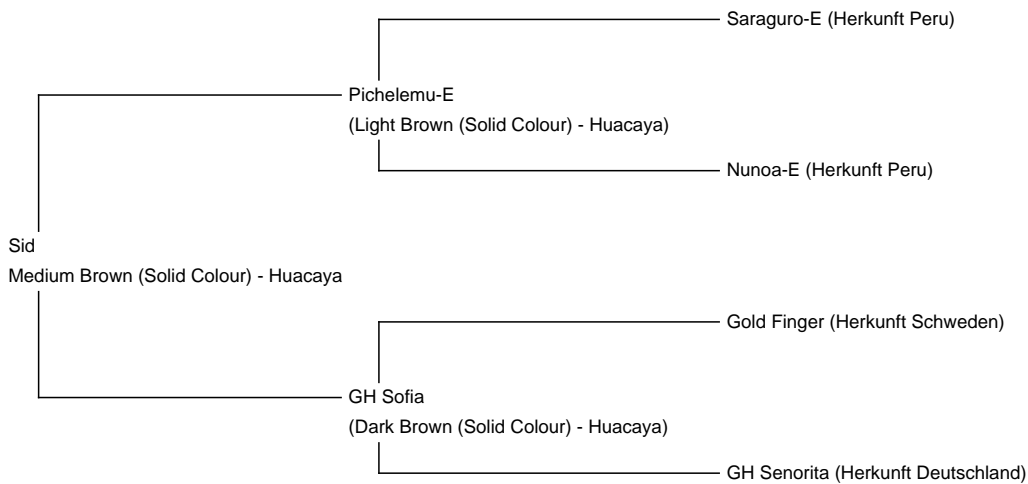 Saraguro-E (Herkunft Peru)
Pichelemu-E
(Light Brown (Solid Colour) - Huacaya)
Nunoa-E (Herkunft Peru)
Sid
Medium Brown (Solid Colour) - Huacaya
Gold Finger (Herkunft Schweden)
GH Sofia
(Dark Brown (Solid Colour) - Huacaya)
GH Senorita (Herkunft Deutschland)